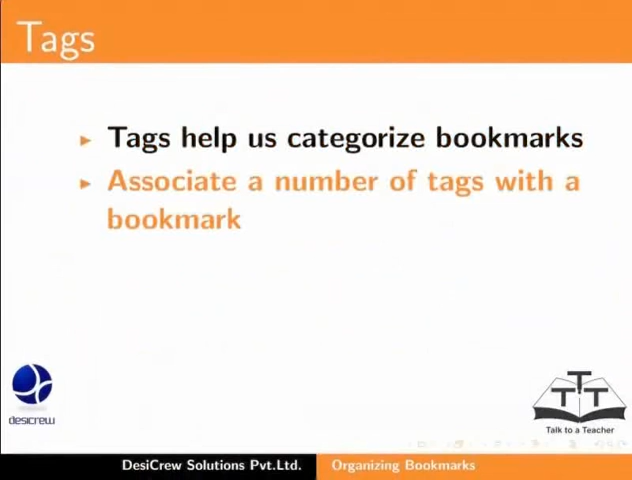 Tags
Tags help us categorize bookmarks
Associate a number of tags with a
bookmark
desicrew
TTT
Talk to a Teacher
DesiCrew Solutions Pvt.Ltd. Organizing Bookmarks